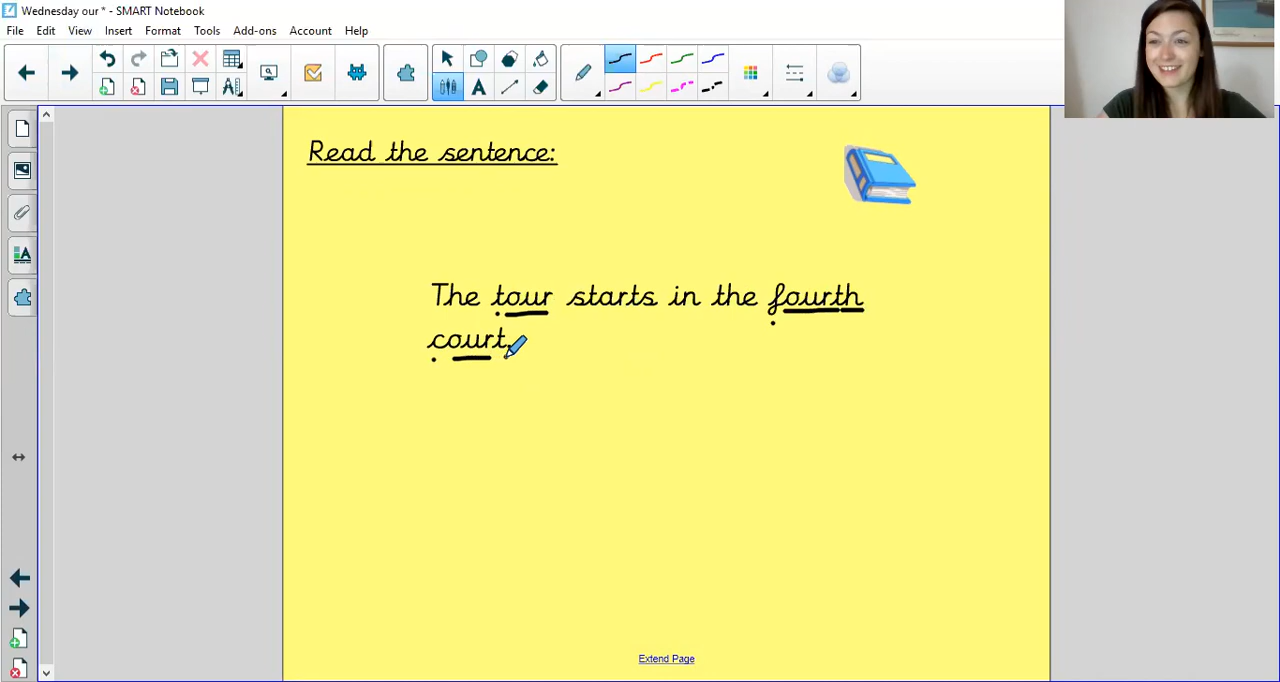 Wednesday our * - SMART Notebook
File Edit View Insert Format Tools Add-ons Account Help
Read the sentence:
The tour starts in the fourth
court.
Extend Page